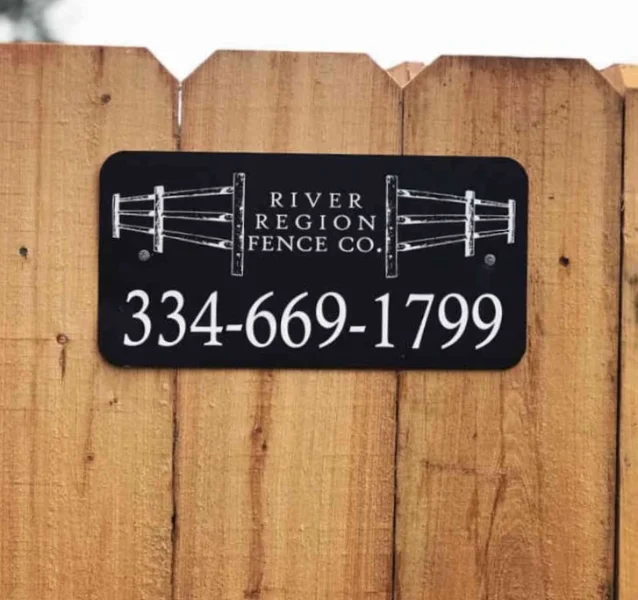 RIVER
REGION
FENCE CO.
334-669-1799